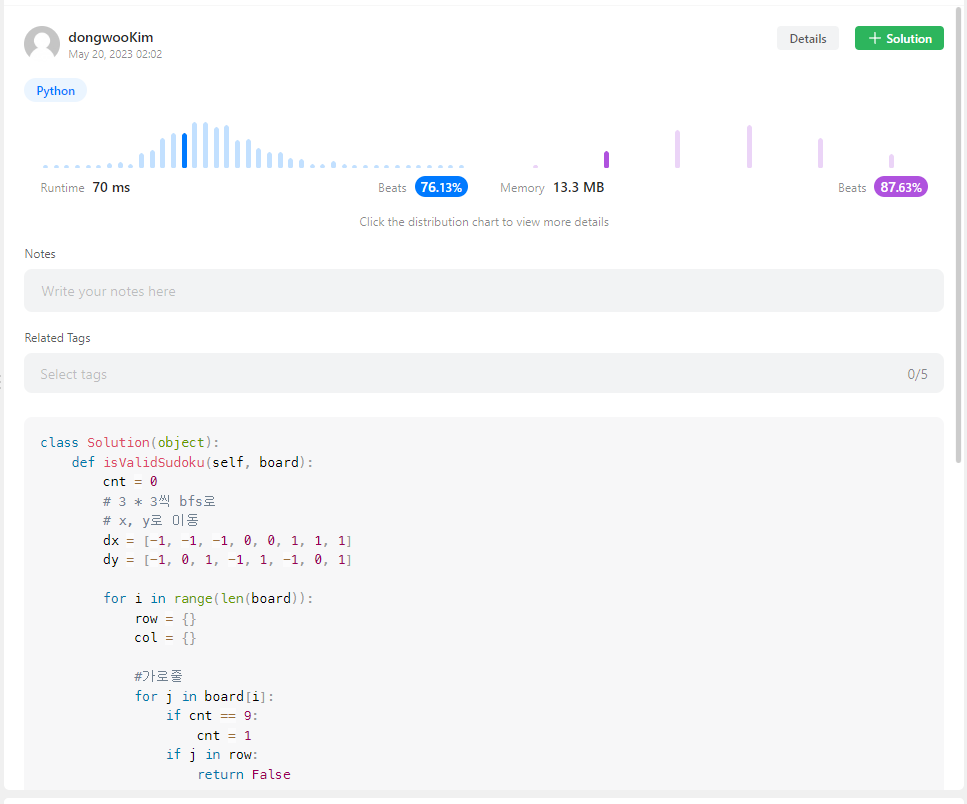 dongwooKim
May 20, 2023 02:02
Details
+ Solution
Python
Runtime 70 ms
Beats 76.13%
Memory 13.3 MB
Beats 87.63%
Click the distribution chart to view more details
Notes
Write your notes here
Related Tags
Select tags
0/5
class Solution(object):
    def isValidSudoku(self, board):
        cnt = 0
        # 3 * 3씩 bfs로
        # x, y로 이동
        dx = [-1, -1, -1, 0, 0, 1, 1, 1]
        dy = [-1, 0, 1, -1, 1, -1, 0, 1]
        for i in range(len(board)):
            row = {}
            col = {}
            #가로줄
            for j in board[i]:
                if cnt == 9:
                    cnt = 1
                if j in row:
                    return False